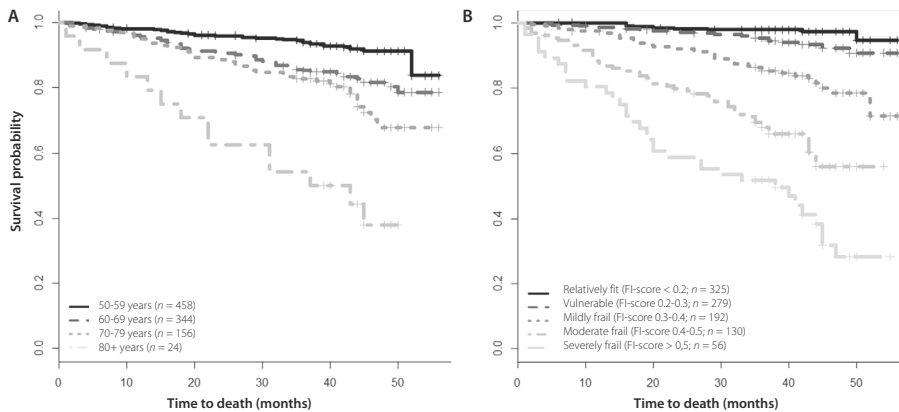 A
Survival probability
1.0
0.8
0.6
0.4
0.2
0.0
50-59 years (n = 458)
60-69 years (n = 344)
70-79 years (n = 156)
80+ years (n = 24)
0 10 20 30 40 50
Time to death (months)
B
1.0
0.8
0.6
0.4
0.2
0.0
Relatively fit (FI-score < 0.2; n = 325)
Vulnerable (FI-score 0.2-0.3; n = 279)
Mildly frail (FI-score 0.3-0.4; n = 192)
Moderate frail (FI-score 0.4-0.5; n = 130)
Severely frail (FI-score > 0,5; n = 56)
0 10 20 30 40 50
Time to death (months)